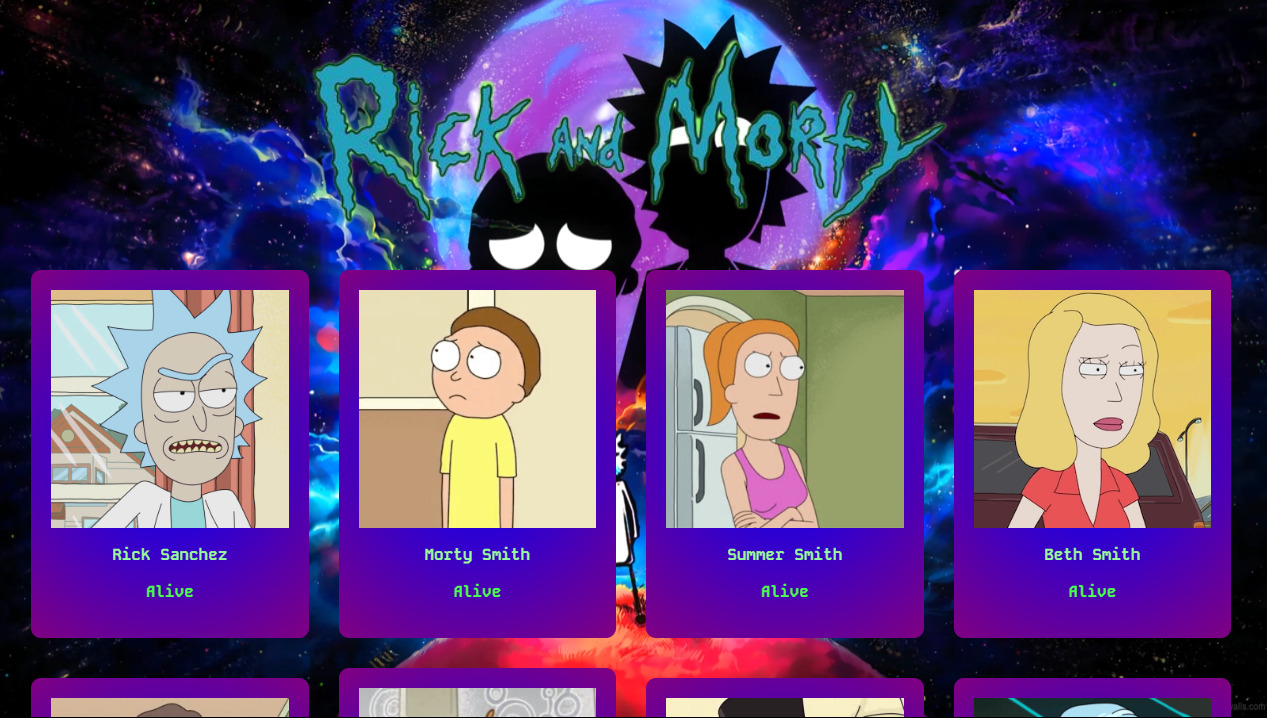 Rick and Morty
Rick Sanchez
Alive
Morty Smith
Alive
Summer Smith
Alive
Beth Smith
Alive